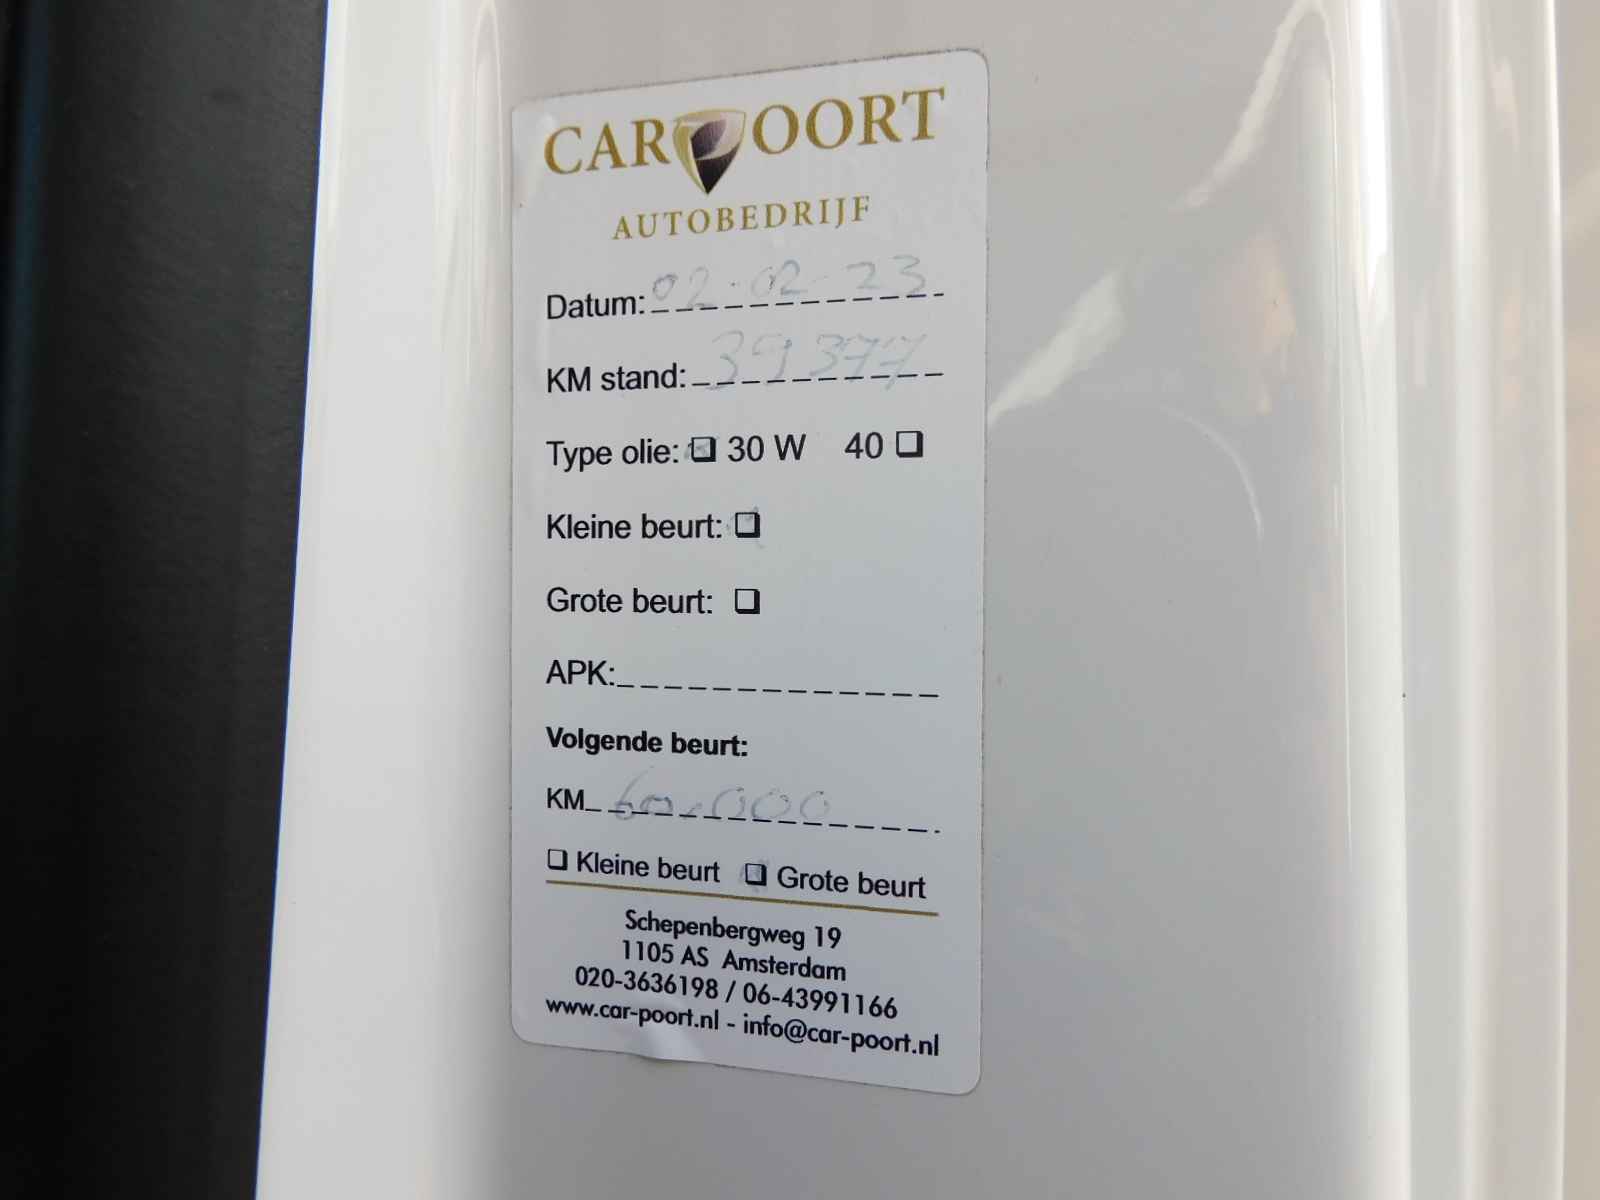 CARPOORT
AUTOBEDRIJF
Datum: 02-02-23
KM stand: 39377
Type olie: ❏ 30 W 40 ❏
Kleine beurt: ❏
Grote beurt: ❏
APK:
Volgende beurt:
KM 60.000
❏ Kleine beurt ❏ Grote beurt
Schepenbergweg 19
1105 AS Amsterdam
020-3636198 / 06-43991166
www.car-poort.nl - info@car-poort.nl